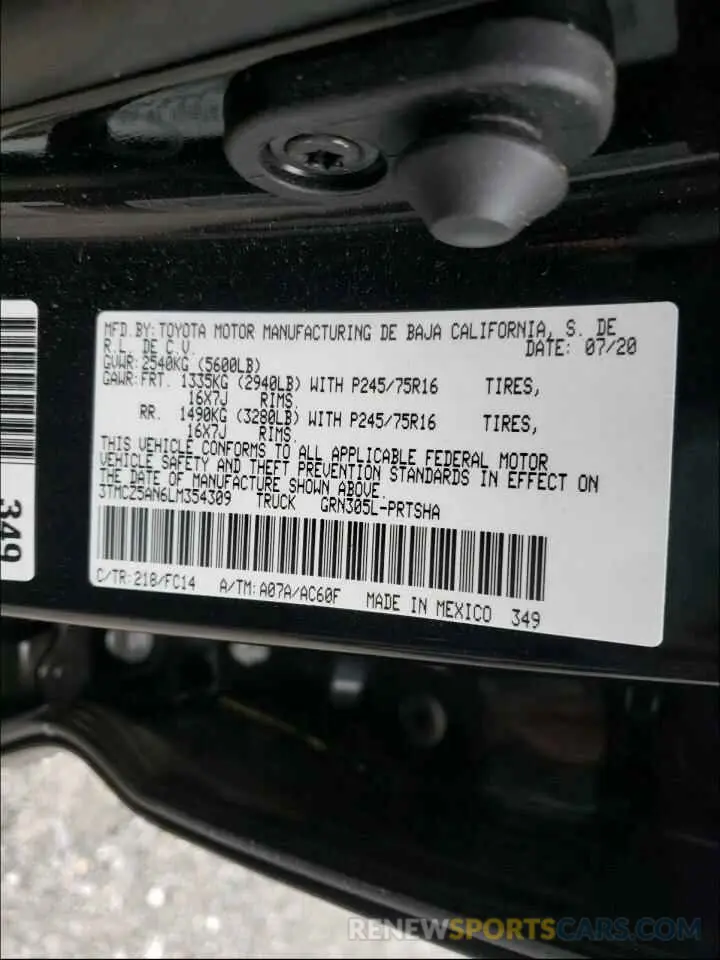 MFD.BY:TOYOTA MOTOR MANUFACTURING DE BAJA CALIFORNIA, S. DE
R.L. DE C.V. DATE: 07/20
GVWR:2540KG (5600LB)
GAWR:FRT. 1335KG (2940LB) WITH P245/75R16 TIRES,
16X7J RIMS.
RR. 1490KG (3280LB) WITH P245/75R16 TIRES,
16X7J RIMS.
THIS VEHICLE CONFORMS TO ALL APPLICABLE FEDERAL MOTOR
VEHICLE SAFETY AND THEFT PREVENTION STANDARDS IN EFFECT ON
THE DATE OF MANUFACTURE SHOWN ABOVE.
3TMCZ5AN6LM354309 TRUCK GRN305L-PRTSHA
C/TR:218/FC14 A/TM:A07A/AC60F MADE IN MEXICO 349
349
RENEWSPORTSCARS.COM